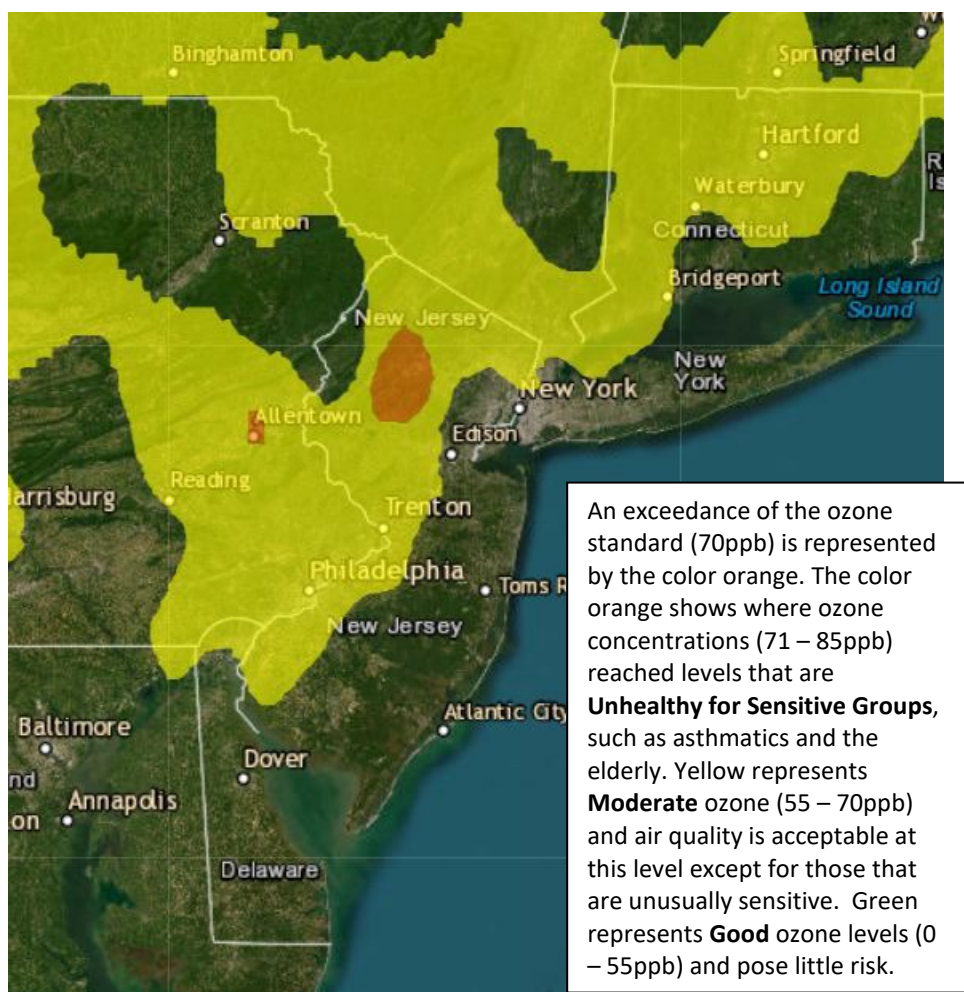 Binghamton
Springfield
W
Hartford
R
Is
Waterbury
Scranton
Connecticut
Bridgeport
Long Island
Sound
New Jersey
New
York
New York
Allentown
Edison
Reading
arrisburg
Trenton
Philadelphia
Toms R
New Jersey
Atlantic City
Baltimore
Dover
nd
Annapolis
on
Delaware
An exceedance of the ozone
standard (70ppb) is represented
by the color orange. The color
orange shows where ozone
concentrations (71 – 85ppb)
reached levels that are
Unhealthy for Sensitive Groups,
such as asthmatics and the
elderly. Yellow represents
Moderate ozone (55 – 70ppb)
and air quality is acceptable at
this level except for those that
are unusually sensitive.  Green
represents Good ozone levels (0
– 55ppb) and pose little risk.